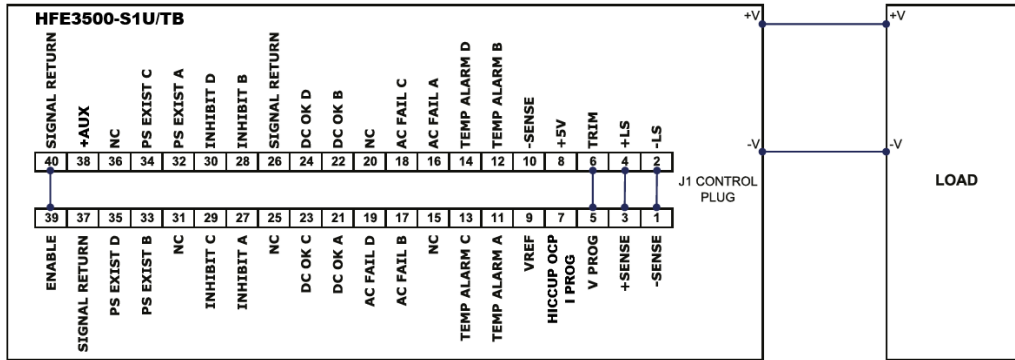 HFE3500-S1U/TB
+V
+V
SIGNAL RETURN
+AUX
NC
PS EXIST C
PS EXIST A
INHIBIT D
INHIBIT B
SIGNAL RETURN
DC OK D
DC OK B
NC
AC FAIL C
AC FAIL A
TEMP ALARM D
TEMP ALARM B
-SENSE
+5V
TRIM
+LS
-LS
40 38 36 34 32 30 28 26 24 22 20 18 16 14 12 10 8 6 4 2
-V
-V
J1 CONTROL
PLUG
LOAD
39 37 35 33 31 29 27 25 23 21 19 17 15 13 11 9 7 5 3 1
ENABLE
SIGNAL RETURN
PS EXIST D
PS EXIST B
NC
INHIBIT C
INHIBIT A
NC
DC OK C
DC OK A
AC FAIL D
AC FAIL B
NC
TEMP ALARM C
TEMP ALARM A
VREF
HICCUP OCP
I PROG
V PROG
+SENSE
-SENSE